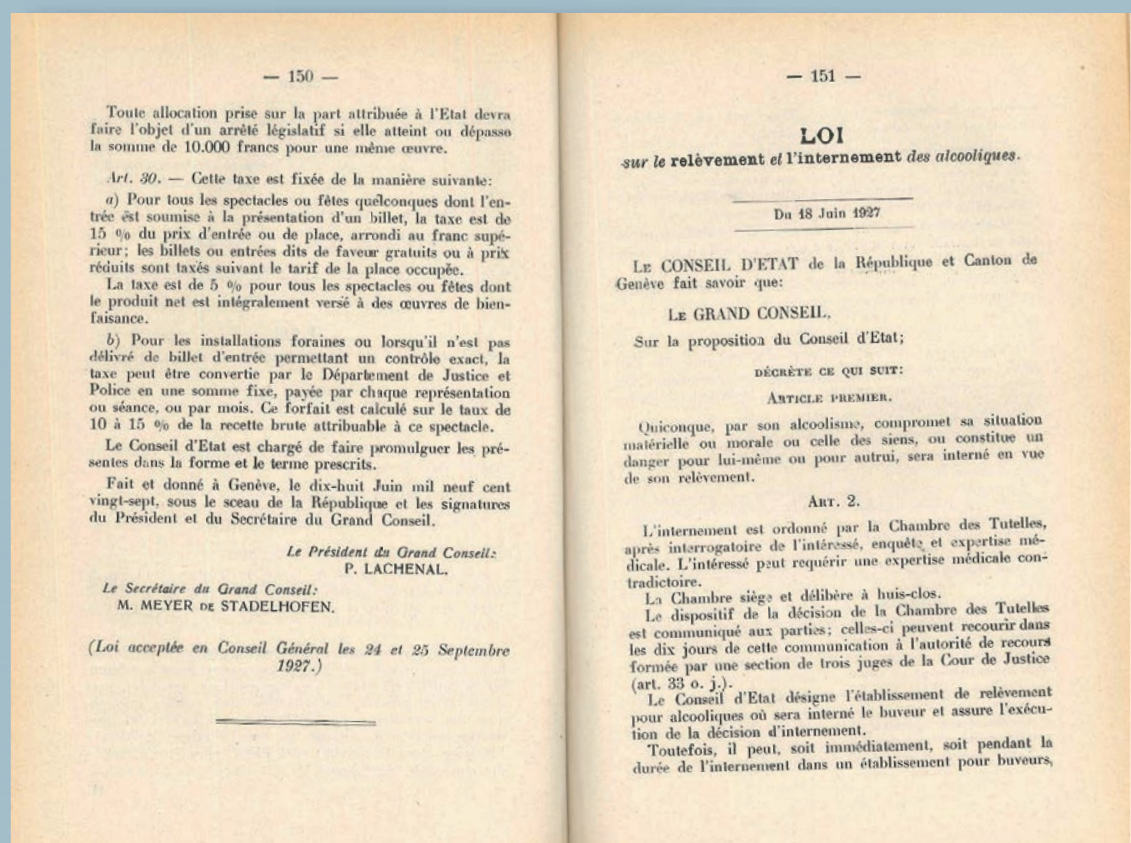 — 150 —
Toute allocation prise sur la part attribuée à l'Etat devra
faire l'objet d'un arrêté législatif si elle atteint ou dépasse
la somme de 10.000 francs pour une même œuvre.
Art. 30. — Cette taxe est fixée de la manière suivante:
a) Pour tous les spectacles ou fêtes quelconques dont l'en-
trée est soumise à la présentation d'un billet, la taxe est de
15 % du prix d'entrée ou de place, arrondi au franc supé-
rieur; les billets ou entrées dits de faveur gratuits ou à prix
réduits sont taxés suivant le tarif de la place occupée.
La taxe est de 5 % pour tous les spectacles ou fêtes dont
le produit net est intégralement versé à des œuvres de bien-
faisance.
b) Pour les installations foraines ou lorsqu'il n'est pas
délivré de billet d'entrée permettant un contrôle exact, la
taxe peut être convertie par le Département de Justice et
Police en une somme fixe, payée par chaque représentation
ou séance, ou par mois. Ce forfait est calculé sur le taux de
10 à 15 % de la recette brute attribuable à ce spectacle.
Le Conseil d'Etat est chargé de faire promulguer les pré-
sentes dans la forme et le terme prescrits.
Fait et donné à Genève, le dix-huit Juin mil neuf cent
vingt-sept, sous le sceau de la République et les signatures
du Président et du Secrétaire du Grand Conseil.
Le Président du Grand Conseil:
P. LACHENAL.
Le Secrétaire du Grand Conseil:
M. MEYER DE STADELHOFEN.
(Loi acceptée en Conseil Général les 24 et 25 Septembre
1927.)
— 151 —
LOI
sur le relèvement et l'internement des alcooliques.
Du 18 Juin 1927
LE CONSEIL D'ETAT de la République et Canton de
Genève fait savoir que:
LE GRAND CONSEIL,
Sur la proposition du Conseil d'Etat;
DÉCRÈTE CE QUI SUIT:
ARTICLE PREMIER.
Quiconque, par son alcoolisme, compromet sa situation
matérielle ou morale ou celle des siens, ou constitue un
danger pour lui-même ou pour autrui, sera interné en vue
de son relèvement.
ART. 2.
L'internement est ordonné par la Chambre des Tutelles,
après interrogatoire de l'intéressé, enquête et expertise mé-
dicale. L'intéressé peut requérir une expertise médicale con-
tradictoire.
La Chambre siège et délibère à huis-clos.
Le dispositif de la décision de la Chambre des Tutelles
est communiqué aux parties; celles-ci peuvent recourir dans
les dix jours de cette communication à l'autorité de recours
formée par une section de trois juges de la Cour de Justice
(art. 33 o. j.).
Le Conseil d'Etat désigne l'établissement de relèvement
pour alcooliques où sera interné le buveur et assure l'exécu-
tion de la décision d'internement.
Toutefois, il peut, soit immédiatement, soit pendant la
durée de l'internement dans un établissement pour buveurs,